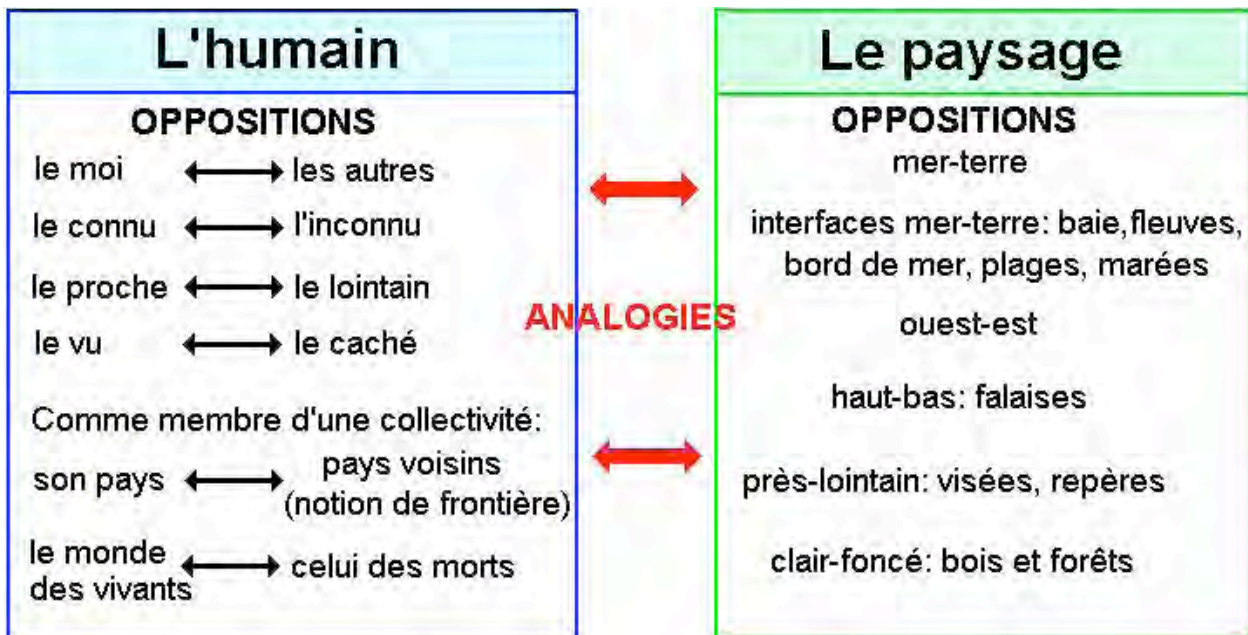 L'humain
OPPOSITIONS
le moi les autres
le connu l'inconnu
le proche le lointain
le vu le caché
Comme membre d'une collectivité:
son pays pays voisins
(notion de frontière)
le monde
des vivants celui des morts
ANALOGIES
Le paysage
OPPOSITIONS
mer-terre
interfaces mer-terre: baie,fleuves,
bord de mer, plages, marées
ouest-est
haut-bas: falaises
près-lointain: visées, repères
clair-foncé: bois et forêts